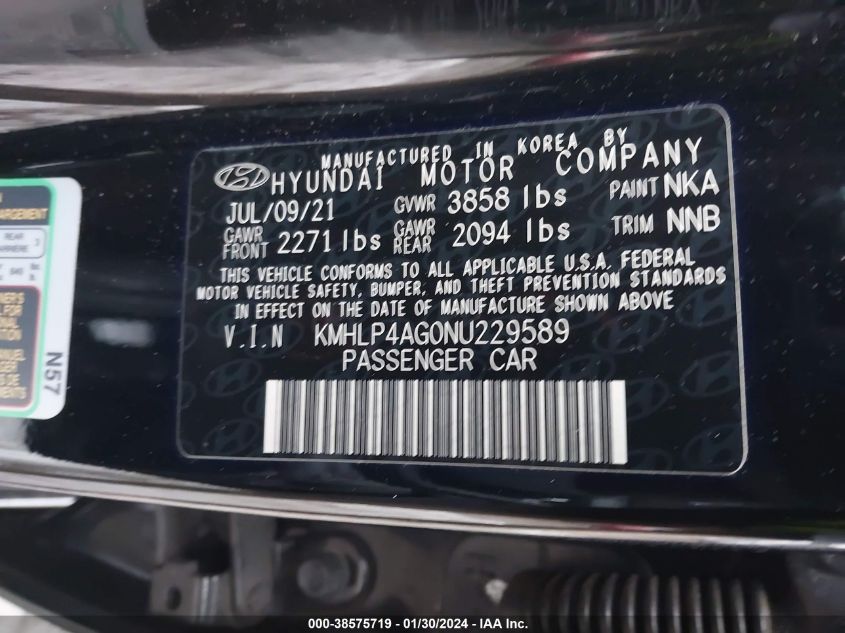 MANUFACTURED IN KOREA BY
HYUNDAI MOTOR COMPANY
JUL/09/21 GVWR 3858 lbs PAINT NKA
GAWR FRONT 2271 lbs GAWR REAR 2094 lbs TRIM NNB
THIS VEHICLE CONFORMS TO ALL APPLICABLE U.S.A. FEDERAL
MOTOR VEHICLE SAFETY, BUMPER, AND THEFT PREVENTION STANDARDS
IN EFFECT ON THE DATE OF MANUFACTURE SHOWN ABOVE
V.I.N KMHLP4AG0NU229589
PASSENGER CAR
REAR
N57
000-38575719 - 01/30/2024 - IAA Inc.